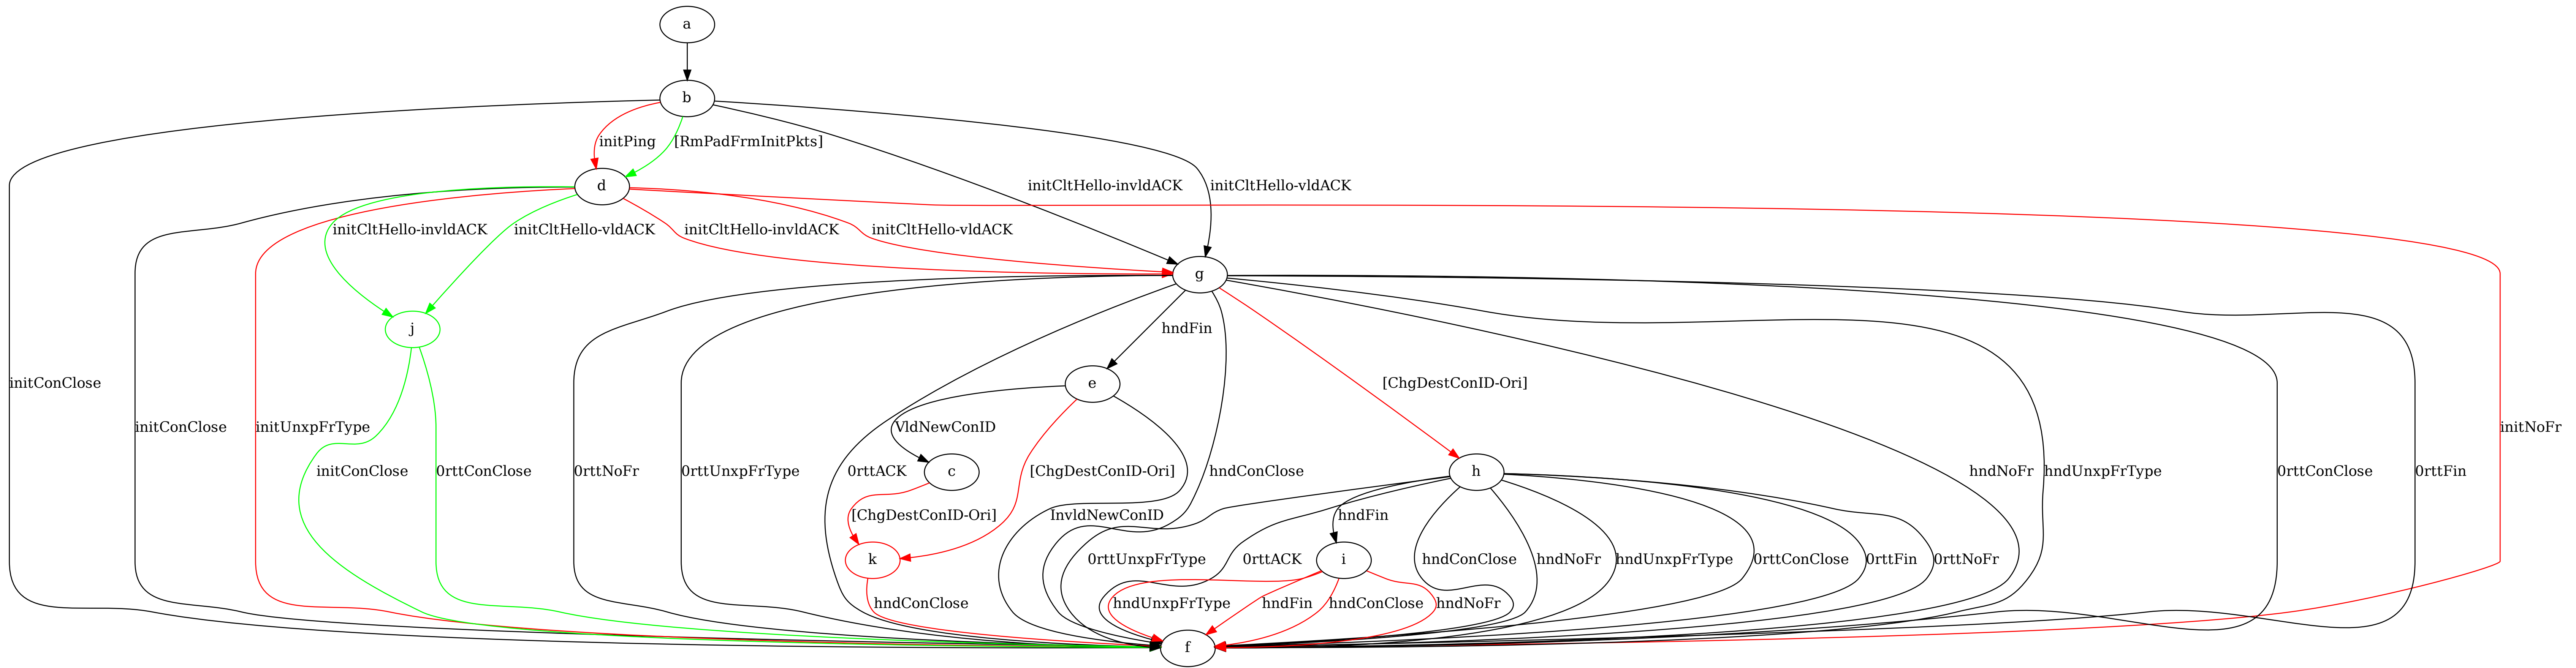 a
b
initPing
[RmPadFrmInitPkts]
d
initCltHello-invldACK
initCltHello-vldACK
initCltHello-invldACK
initCltHello-vldACK
initCltHello-invldACK
initCltHello-vldACK
g
j
hndFin
initConClose
e
[ChgDestConID-Ori]
initConClose
initUnxpFrType
VldNewConID
initNoFr
initConClose
0rttConClose
0rttNoFr
0rttUnxpFrType
0rttACK
c
[ChgDestConID-Ori]
hndConClose
h
hndNoFr
hndUnxpFrType
0rttConClose
0rttFin
[ChgDestConID-Ori]
InvldNewConID
hndFin
k
0rttUnxpFrType
0rttACK
i
hndConClose
hndNoFr
hndUnxpFrType
0rttConClose
0rttFin
0rttNoFr
hndConClose
hndUnxpFrType
hndFin
hndConClose
hndNoFr
f